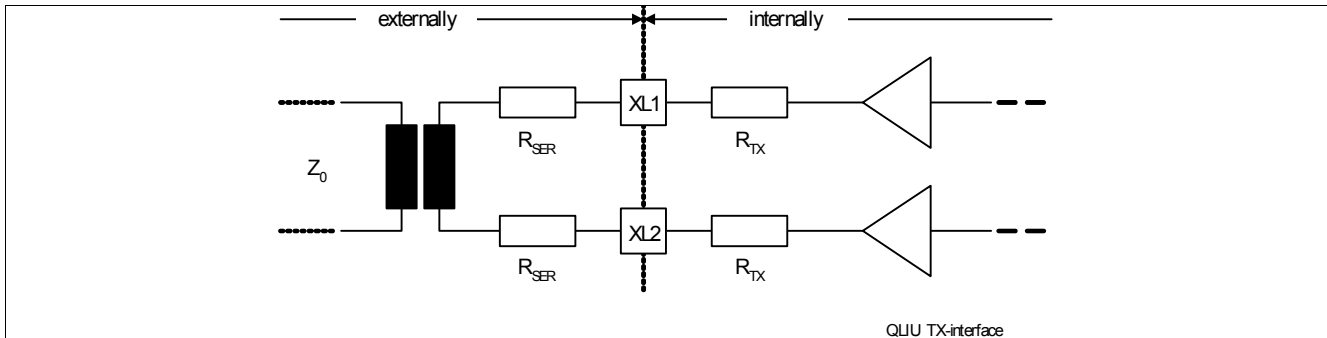 externally internally
XL1
R_SER R_TX
Z_0
XL2
R_SER R_TX
QLIU TX-interface